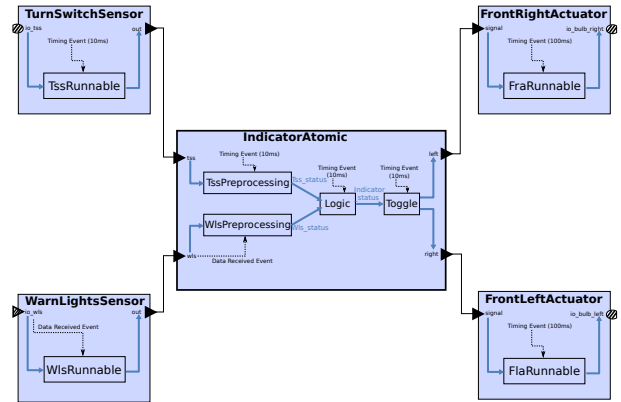 TurnSwitchSensor
io_tss
out
Timing Event (10ms)
TssRunnable
FrontRightActuator
signal
io_bulb_right
Timing Event (100ms)
FraRunnable
IndicatorAtomic
tss
left
Timing Event (10ms)
Timing Event
(10ms)
Timing Event
(10ms)
TssPreprocessing
Tss_status
Logic
Indicator
status
Toggle
WlsPreprocessing
Wls_status
wls
Data Received Event
right
WarnLightsSensor
io_wls
out
Data Received Event
WlsRunnable
FrontLeftActuator
signal
io_bulb_left
Timing Event (100ms)
FlaRunnable